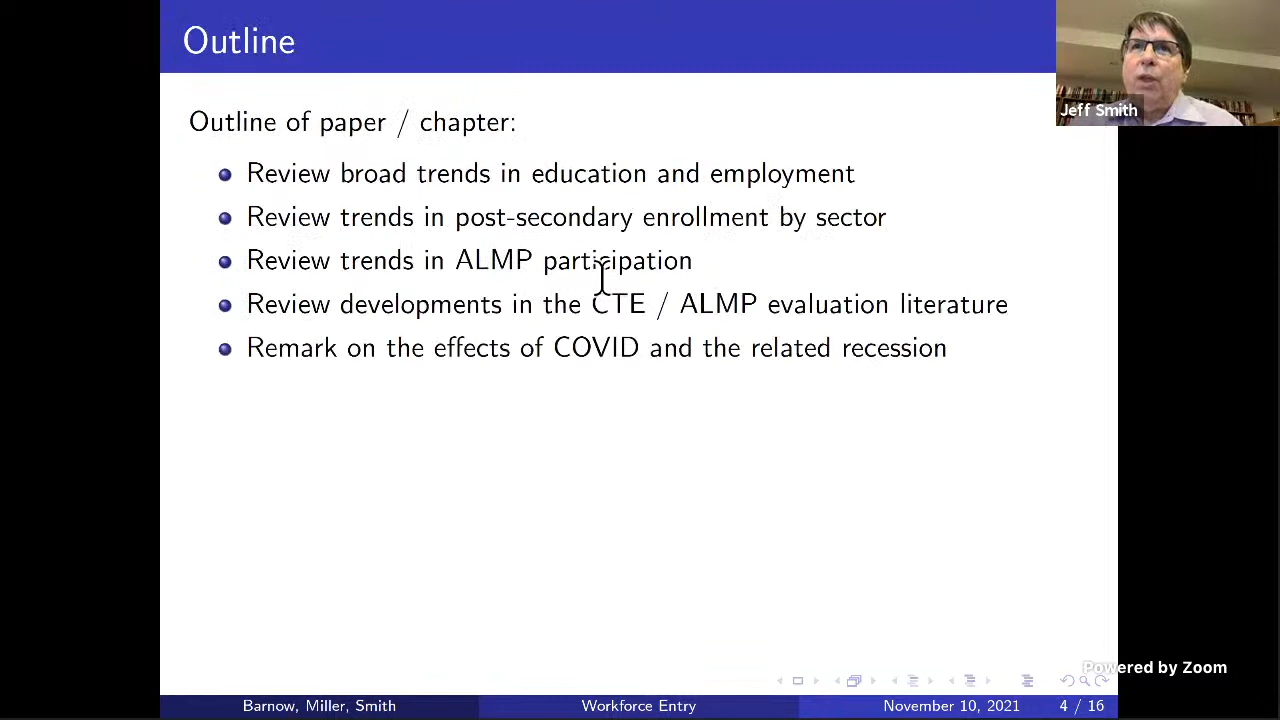 Outline
Jeff Smith
Outline of paper / chapter:
Review broad trends in education and employment
Review trends in post-secondary enrollment by sector
Review trends in ALMP participation
Review developments in the CTE / ALMP evaluation literature
Remark on the effects of COVID and the related recession
Powered by Zoom
Barnow, Miller, Smith Workforce Entry November 10, 2021 4 / 16